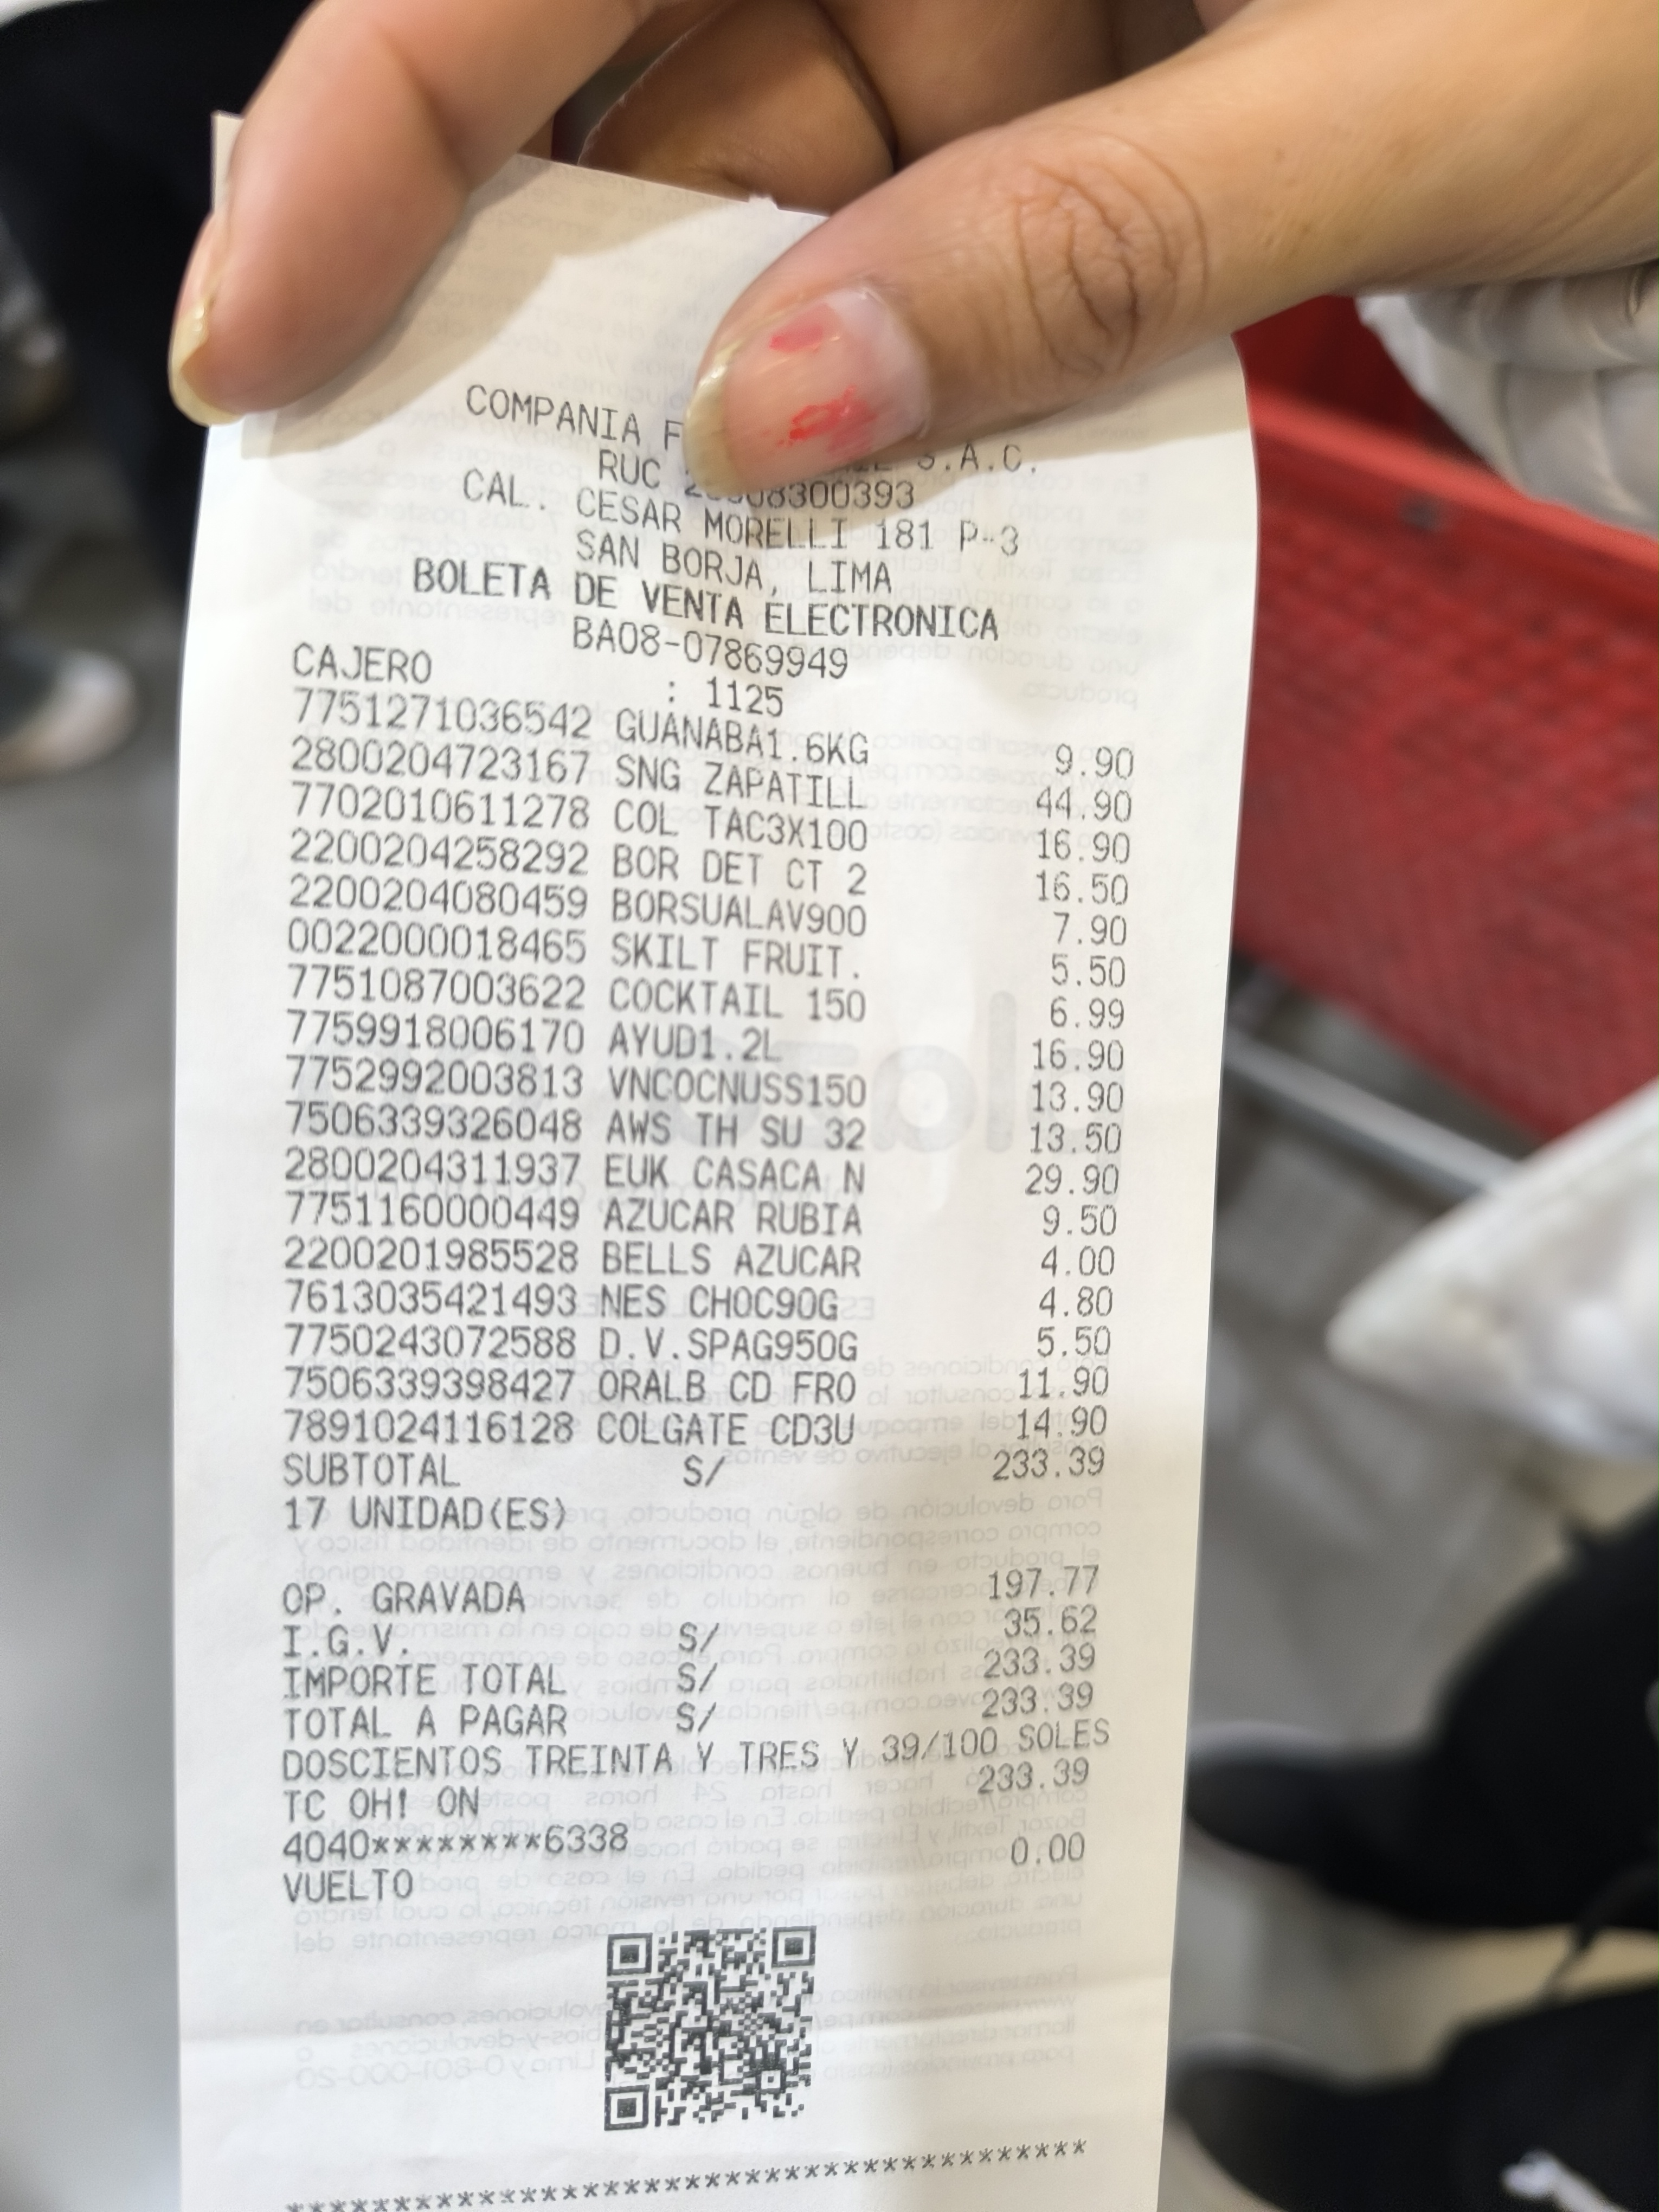 COMPANIA S.A.C.
RUC
CAL. CESAR MORELLI 181 P-3
SAN BORJA, LIMA
BOLETA DE VENTA ELECTRONICA
BA08-07869949
CAJERO : 1125
7751271036542 GUANABA1.6KG 9.90
2800204723167 SNG ZAPATILL 44.90
7702010611278 COL TAC3X100 16.90
2200204258292 BOR DET CT 2 16.50
2200204080459 BORSUALAV900 7.90
0022000018465 SKILT FRUIT. 5.50
7751087003622 COCKTAIL 150 6.99
7759918006170 AYUD1.2L 16.90
7752992003813 VNCOCNUSS150 13.90
7506339326048 AWS TH SU 32 13.50
2800204311937 EUK CASACA N 29.90
7751160000449 AZUCAR RUBIA 9.50
2200201985528 BELLS AZUCAR 4.00
7613035421493 NES CHOC90G 4.80
7750243072588 D.V.SPAG950G 5.50
7506339398427 ORALB CD FRO 11.90
7891024116128 COLGATE CD3U 14.90
SUBTOTAL S/ 233.39
17 UNIDAD(ES)
OP. GRAVADA 197.77
I.G.V. S/ 35.62
IMPORTE TOTAL S/ 233.39
TOTAL A PAGAR S/ 233.39
DOSCIENTOS TREINTA Y TRES Y 39/100 SOLES
TC OH! ON 233.39
4040********6338
VUELTO 0.00